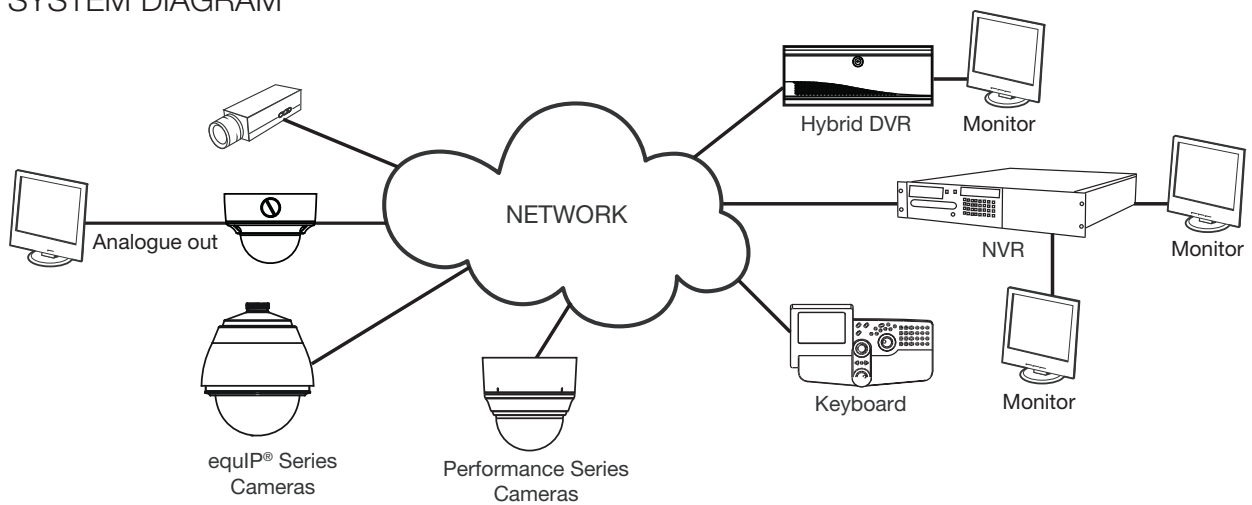 SYSTEM DIAGRAM
Hybrid DVR
Monitor
NETWORK
Analogue out
NVR
Monitor
Keyboard
Monitor
equIP® Series
Cameras
Performance Series
Cameras